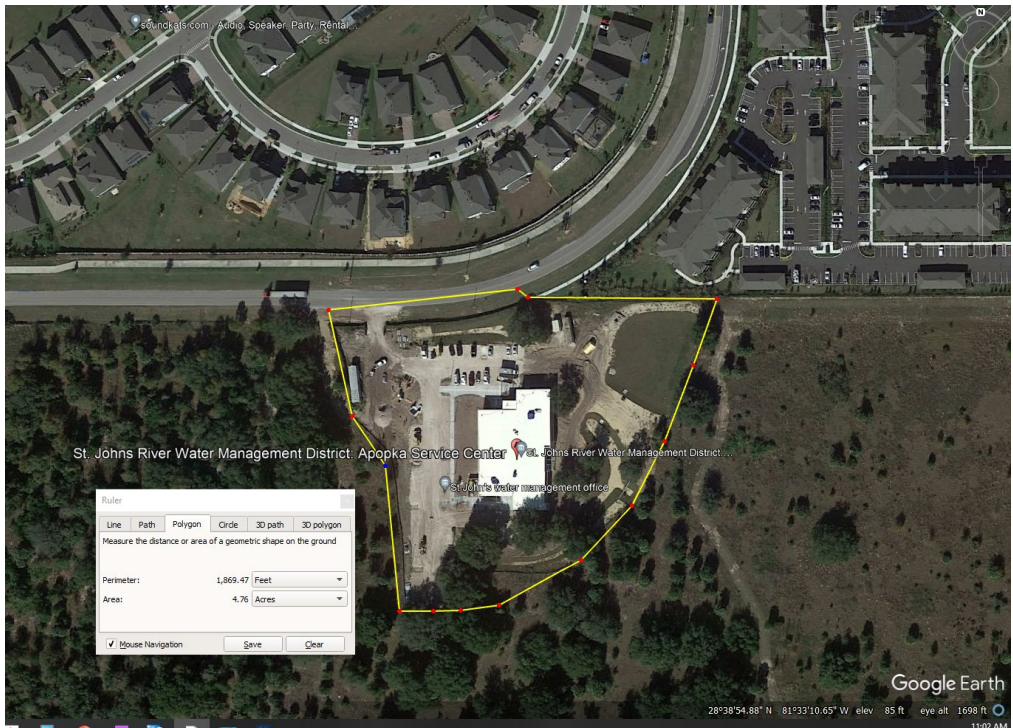 soundkats.com - Audio, Speaker, Party, Rental...
N
St. Johns River Water Management District: Apopka Service Center
St. Johns River Water Management District ...
St.John's water management office
Ruler
Line Path Polygon Circle 3D path 3D polygon
Measure the distance or area of a geometric shape on the ground
Perimeter: 1,869.47 Feet
Area: 4.76 Acres
Mouse Navigation Save Clear
Google Earth
28°38'54.88" N 81°33'10.65" W elev 85 ft eye alt 1698 ft
11:02 AM